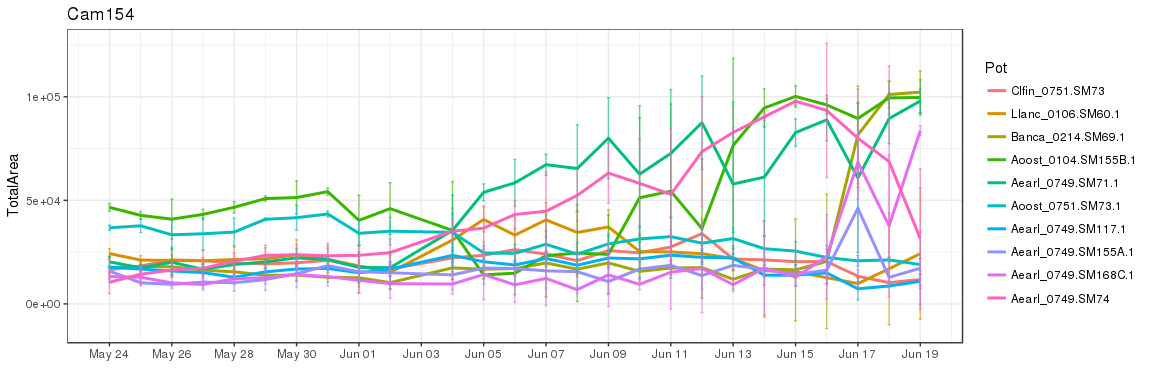 Cam154
TotalArea
1e+05
5e+04
0e+00
May 24 May 26 May 28 May 30 Jun 01 Jun 03 Jun 05 Jun 07 Jun 09 Jun 11 Jun 13 Jun 15 Jun 17 Jun 19
Pot
Clfin_0751.SM73
Llanc_0106.SM60.1
Banca_0214.SM69.1
Aoost_0104.SM155B.1
Aearl_0749.SM71.1
Aoost_0751.SM73.1
Aearl_0749.SM117.1
Aearl_0749.SM155A.1
Aearl_0749.SM168C.1
Aearl_0749.SM74